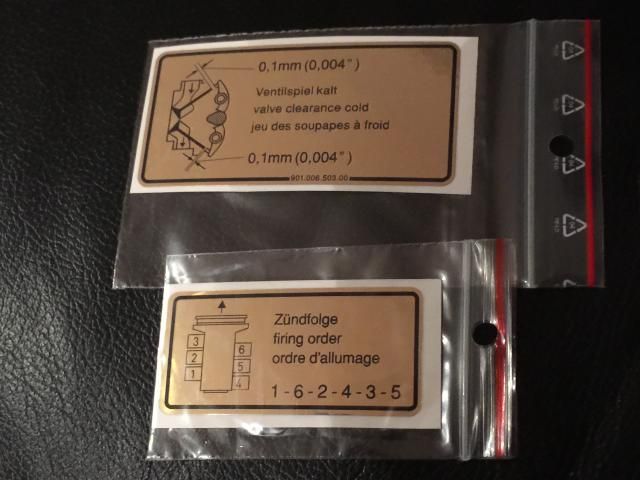 0,1mm (0,004")
Ventilspiel kalt
valve clearance cold
jeu des soupapes à froid
0,1mm (0,004")
901.006.503.00
Zündfolge
firing order
ordre d'allumage
1-6-2-4-3-5
3
2
1
6
5
4